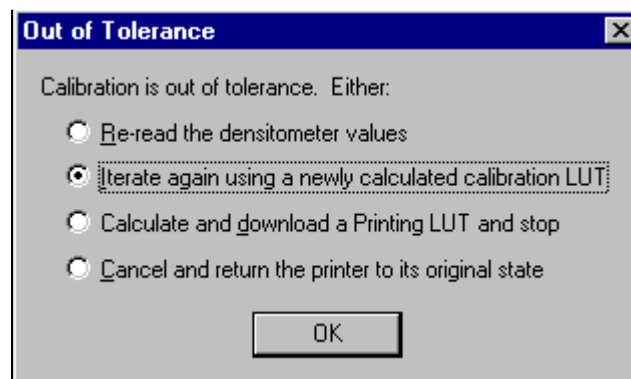 Out of Tolerance
Calibration is out of tolerance.  Either:
Re-read the densitometer values
Iterate again using a newly calculated calibration LUT
Calculate and download a Printing LUT and stop
Cancel and return the printer to its original state
OK